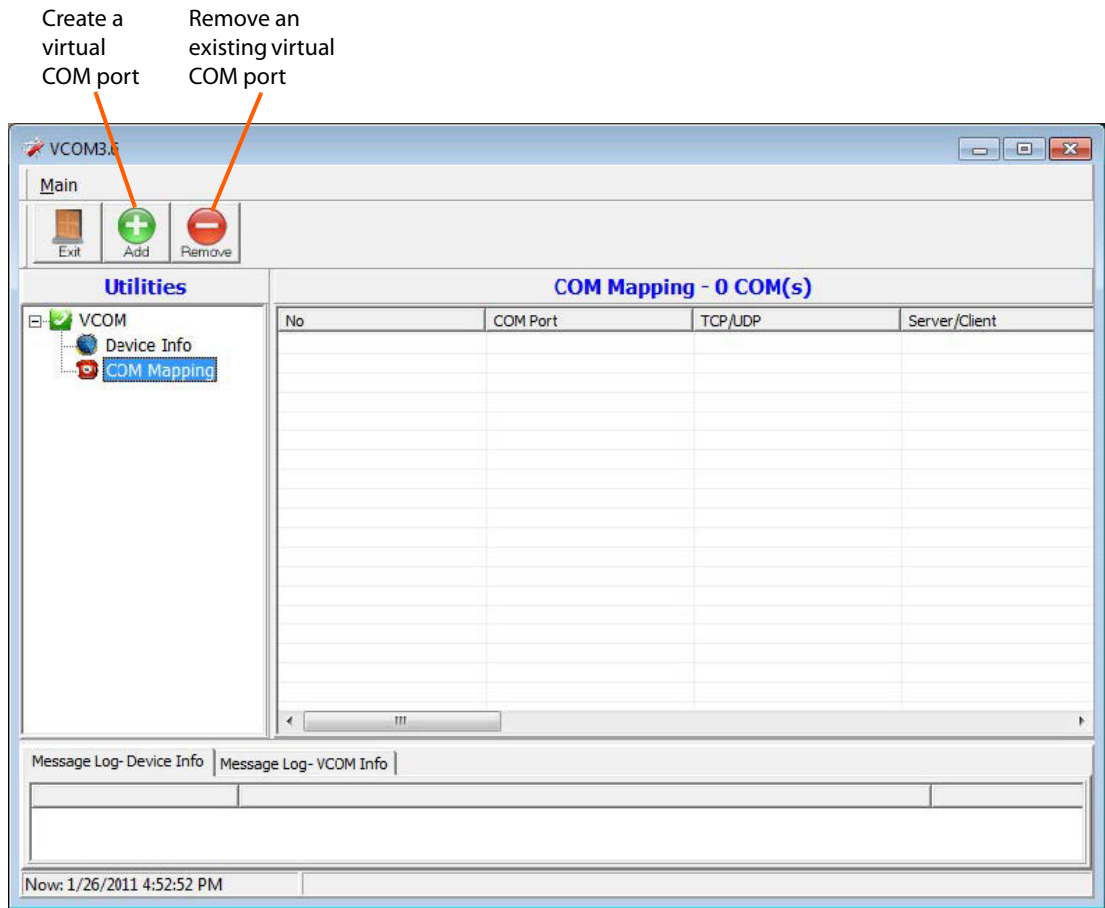 Create a virtual COM port
Remove an existing virtual COM port
VCOM3.6
Main
Exit
Add
Remove
Utilities
COM Mapping - 0 COM(s)
VCOM
Device Info
COM Mapping
No
COM Port
TCP/UDP
Server/Client
Message Log- Device Info
Message Log- VCOM Info
Now: 1/26/2011 4:52:52 PM